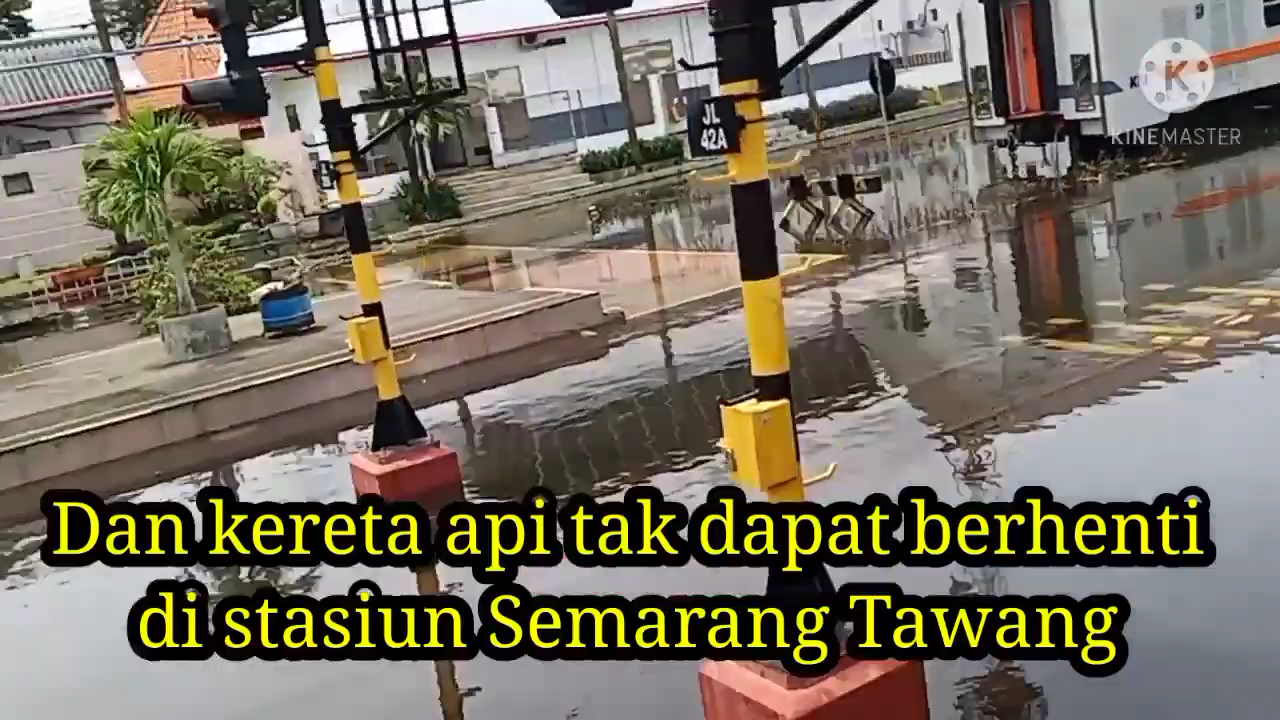 JL
42A
K
KINEMASTER
Dan kereta api tak dapat berhenti
di stasiun Semarang Tawang